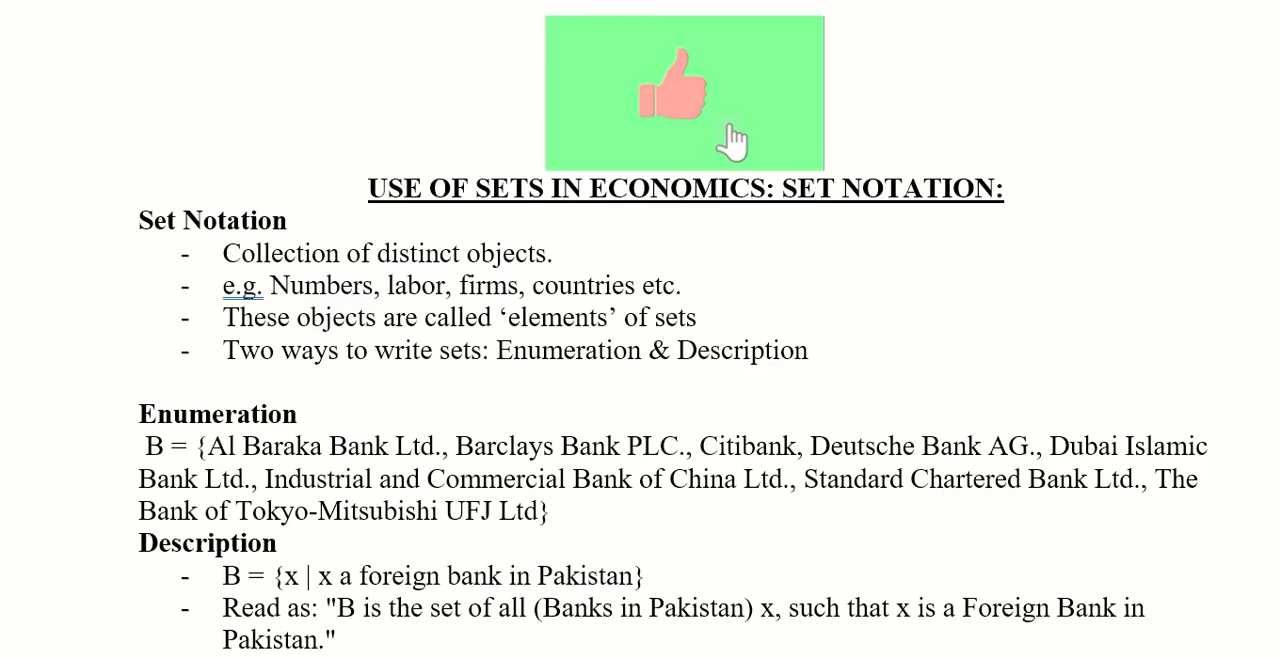 USE OF SETS IN ECONOMICS: SET NOTATION:
Set Notation
- Collection of distinct objects.
- e.g. Numbers, labor, firms, countries etc.
- These objects are called ‘elements’ of sets
- Two ways to write sets: Enumeration & Description
Enumeration
B = {Al Baraka Bank Ltd., Barclays Bank PLC., Citibank, Deutsche Bank AG., Dubai Islamic
Bank Ltd., Industrial and Commercial Bank of China Ltd., Standard Chartered Bank Ltd., The
Bank of Tokyo-Mitsubishi UFJ Ltd}
Description
- B = {x | x a foreign bank in Pakistan}
- Read as: "B is the set of all (Banks in Pakistan) x, such that x is a Foreign Bank in
Pakistan."